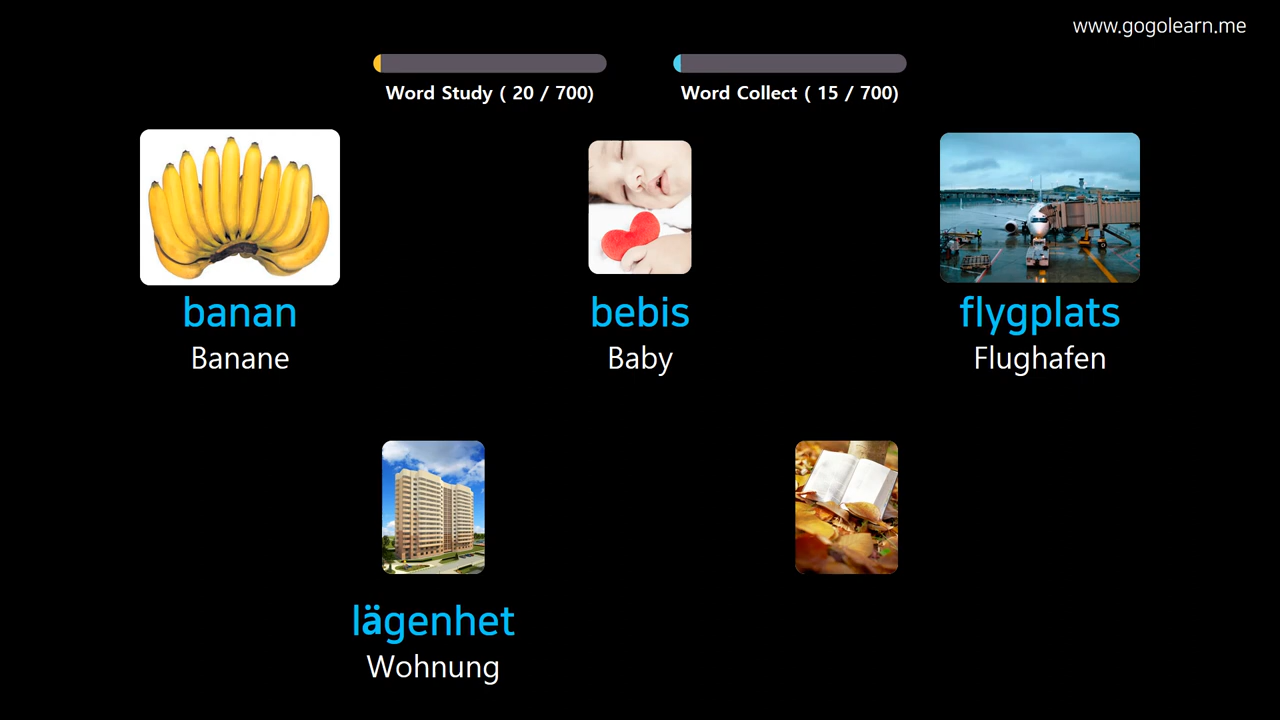 www.gogolearn.me
Word Study ( 20 / 700)
Word Collect ( 15 / 700)
banan
Banane
bebis
Baby
flygplats
Flughafen
lägenhet
Wohnung